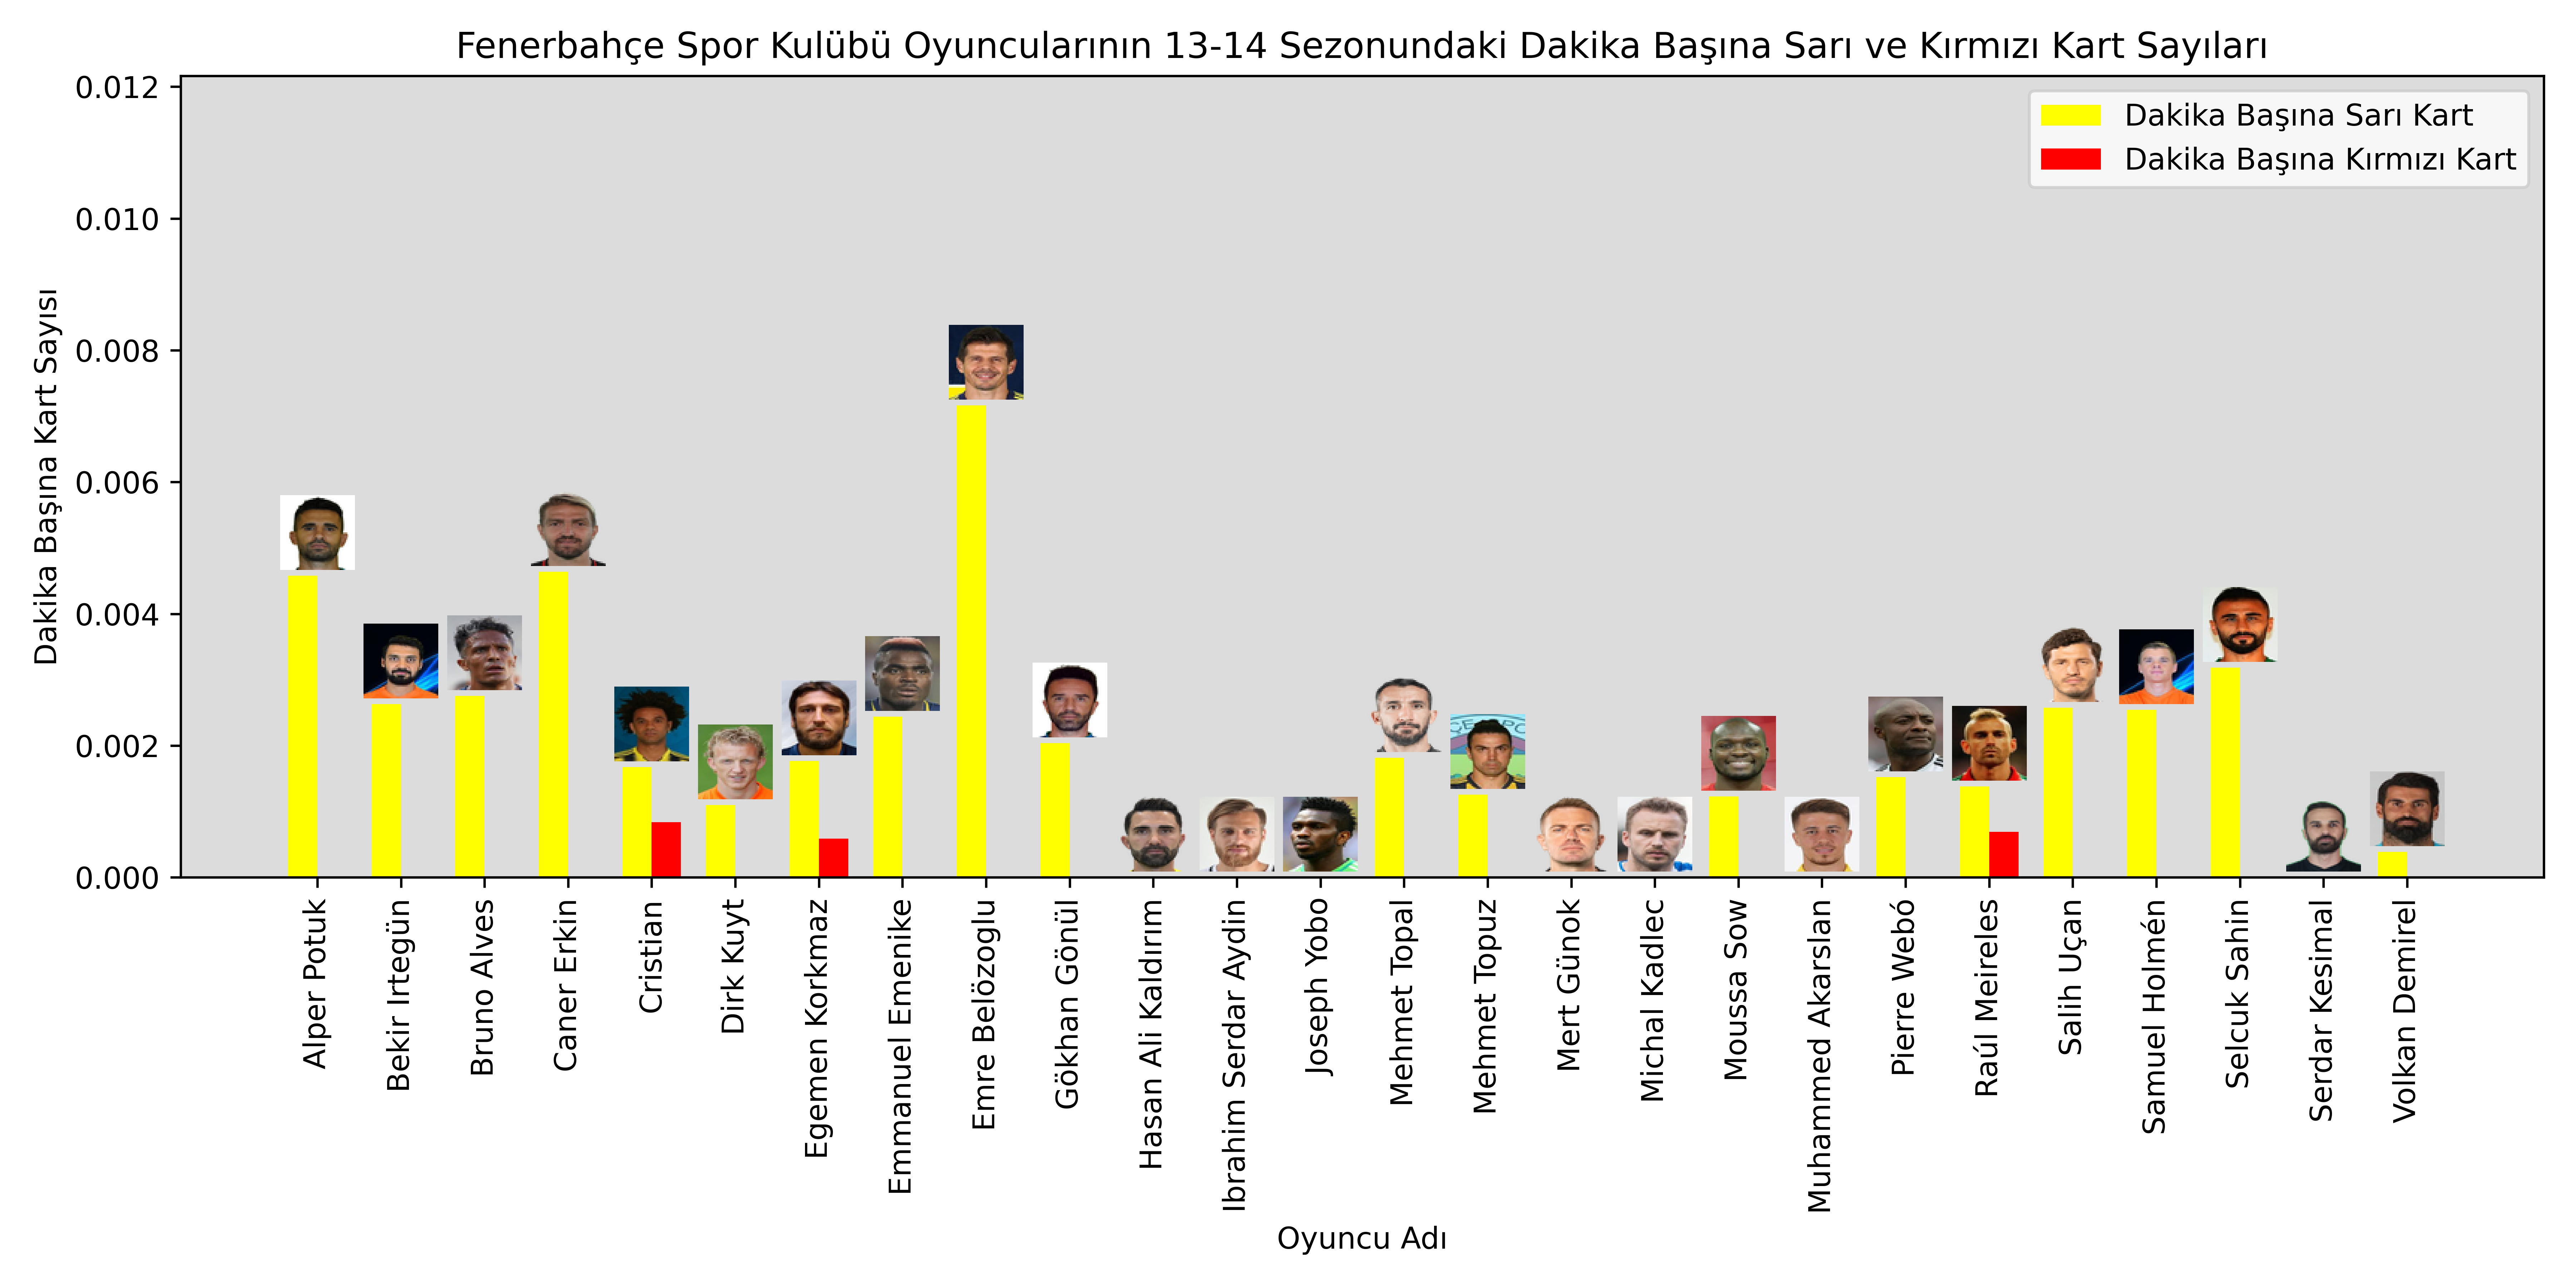 Fenerbahçe Spor Kulübü Oyuncularının 13-14 Sezonundaki Dakika Başına Sarı ve Kırmızı Kart Sayıları
Dakika Başına Sarı Kart
Dakika Başına Kırmızı Kart
Dakika Başına Kart Sayısı
0.012
0.010
0.008
0.006
0.004
0.002
0.000
Alper Potuk
Bekir Irtegün
Bruno Alves
Caner Erkin
Cristian
Dirk Kuyt
Egemen Korkmaz
Emmanuel Emenike
Emre Belözoglu
Gökhan Gönül
Hasan Ali Kaldırım
Ibrahim Serdar Aydin
Joseph Yobo
Mehmet Topal
Mehmet Topuz
Mert Günok
Michal Kadlec
Moussa Sow
Muhammed Akarslan
Pierre Webó
Raúl Meireles
Salih Uçan
Samuel Holmén
Selcuk Sahin
Serdar Kesimal
Volkan Demirel
Oyuncu Adı